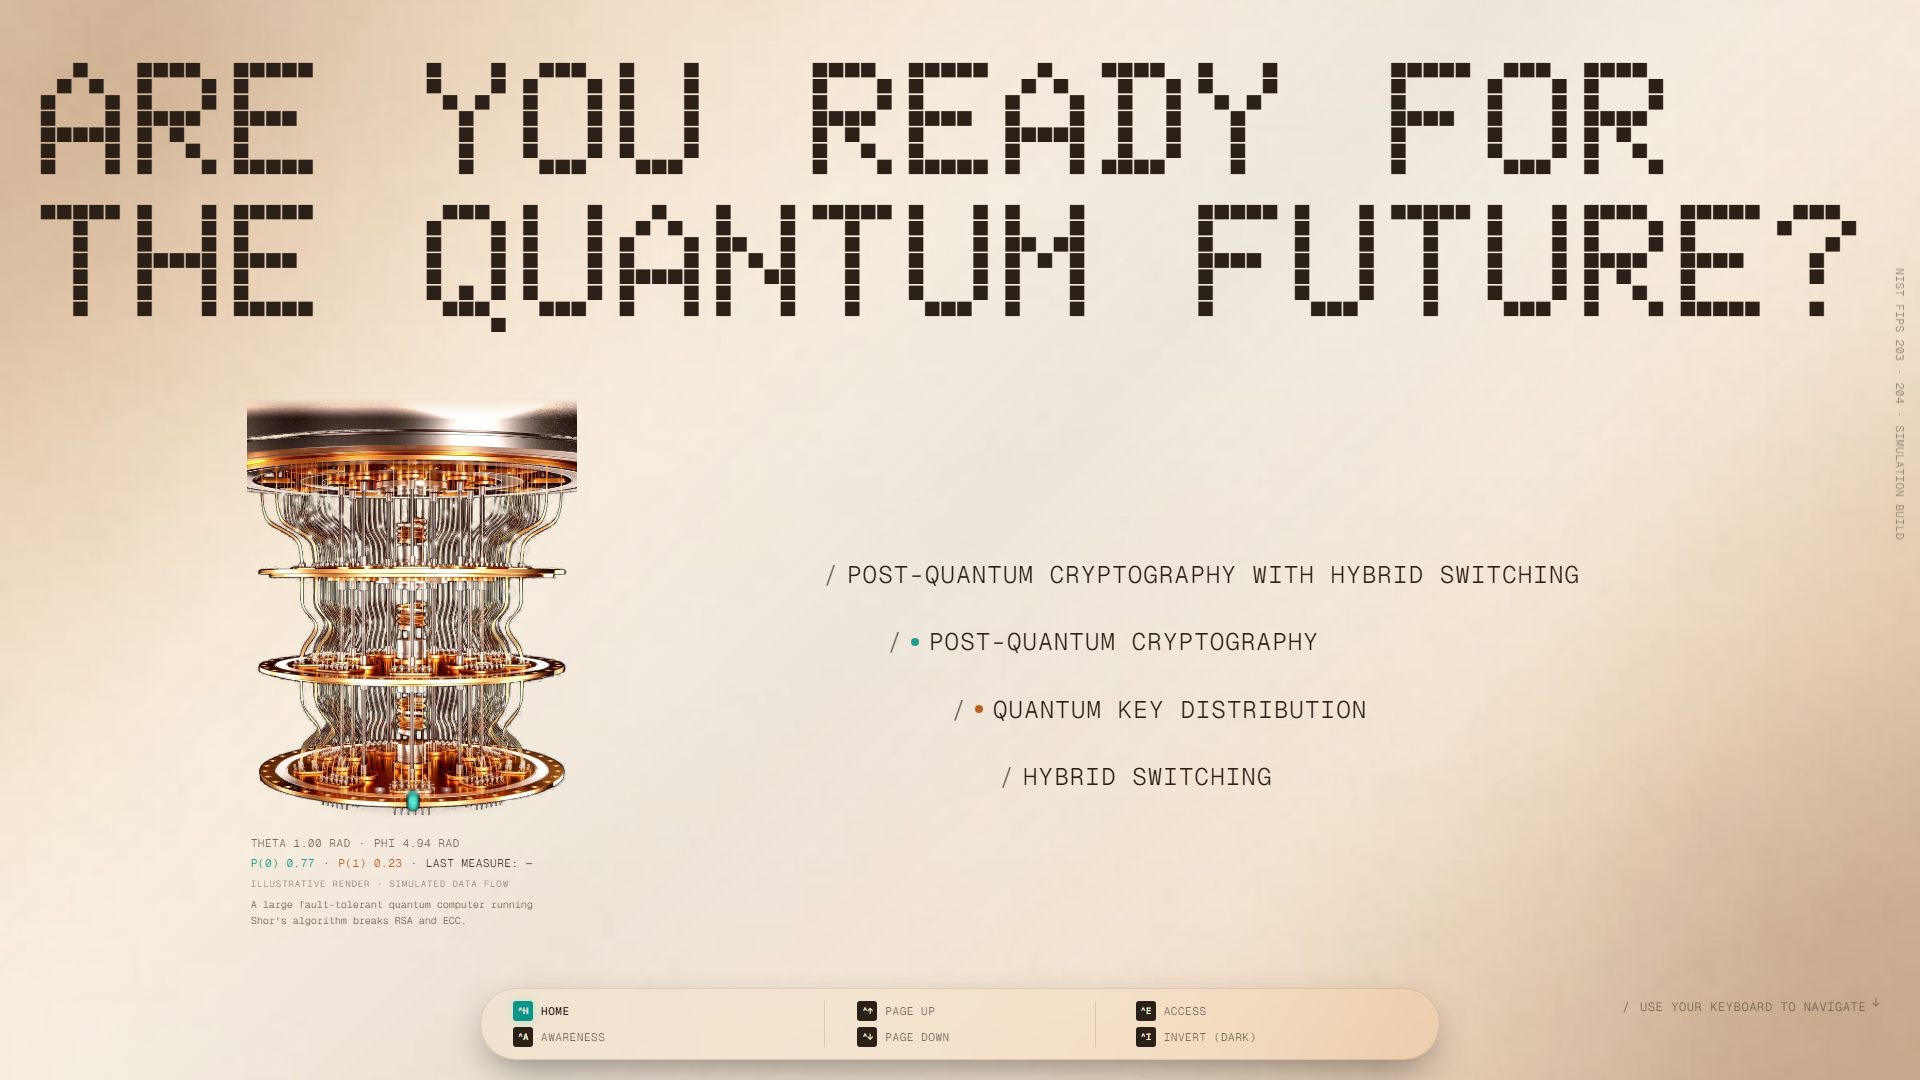 ARE YOU READY FOR
THE QUANTUM FUTURE?
NIST FIPS 203 · 204 · SIMULATION BUILD
/ POST-QUANTUM CRYPTOGRAPHY WITH HYBRID SWITCHING
/ • POST-QUANTUM CRYPTOGRAPHY
/ • QUANTUM KEY DISTRIBUTION
/ HYBRID SWITCHING
THETA 1.00 RAD · PHI 4.94 RAD
P(0) 0.77 · P(1) 0.23 · LAST MEASURE: —
ILLUSTRATIVE RENDER · SIMULATED DATA FLOW
A large fault-tolerant quantum computer running
Shor's algorithm breaks RSA and ECC.
^H HOME
^A AWARENESS
^↑ PAGE UP
^↓ PAGE DOWN
^E ACCESS
^I INVERT (DARK)
/ USE YOUR KEYBOARD TO NAVIGATE ↓